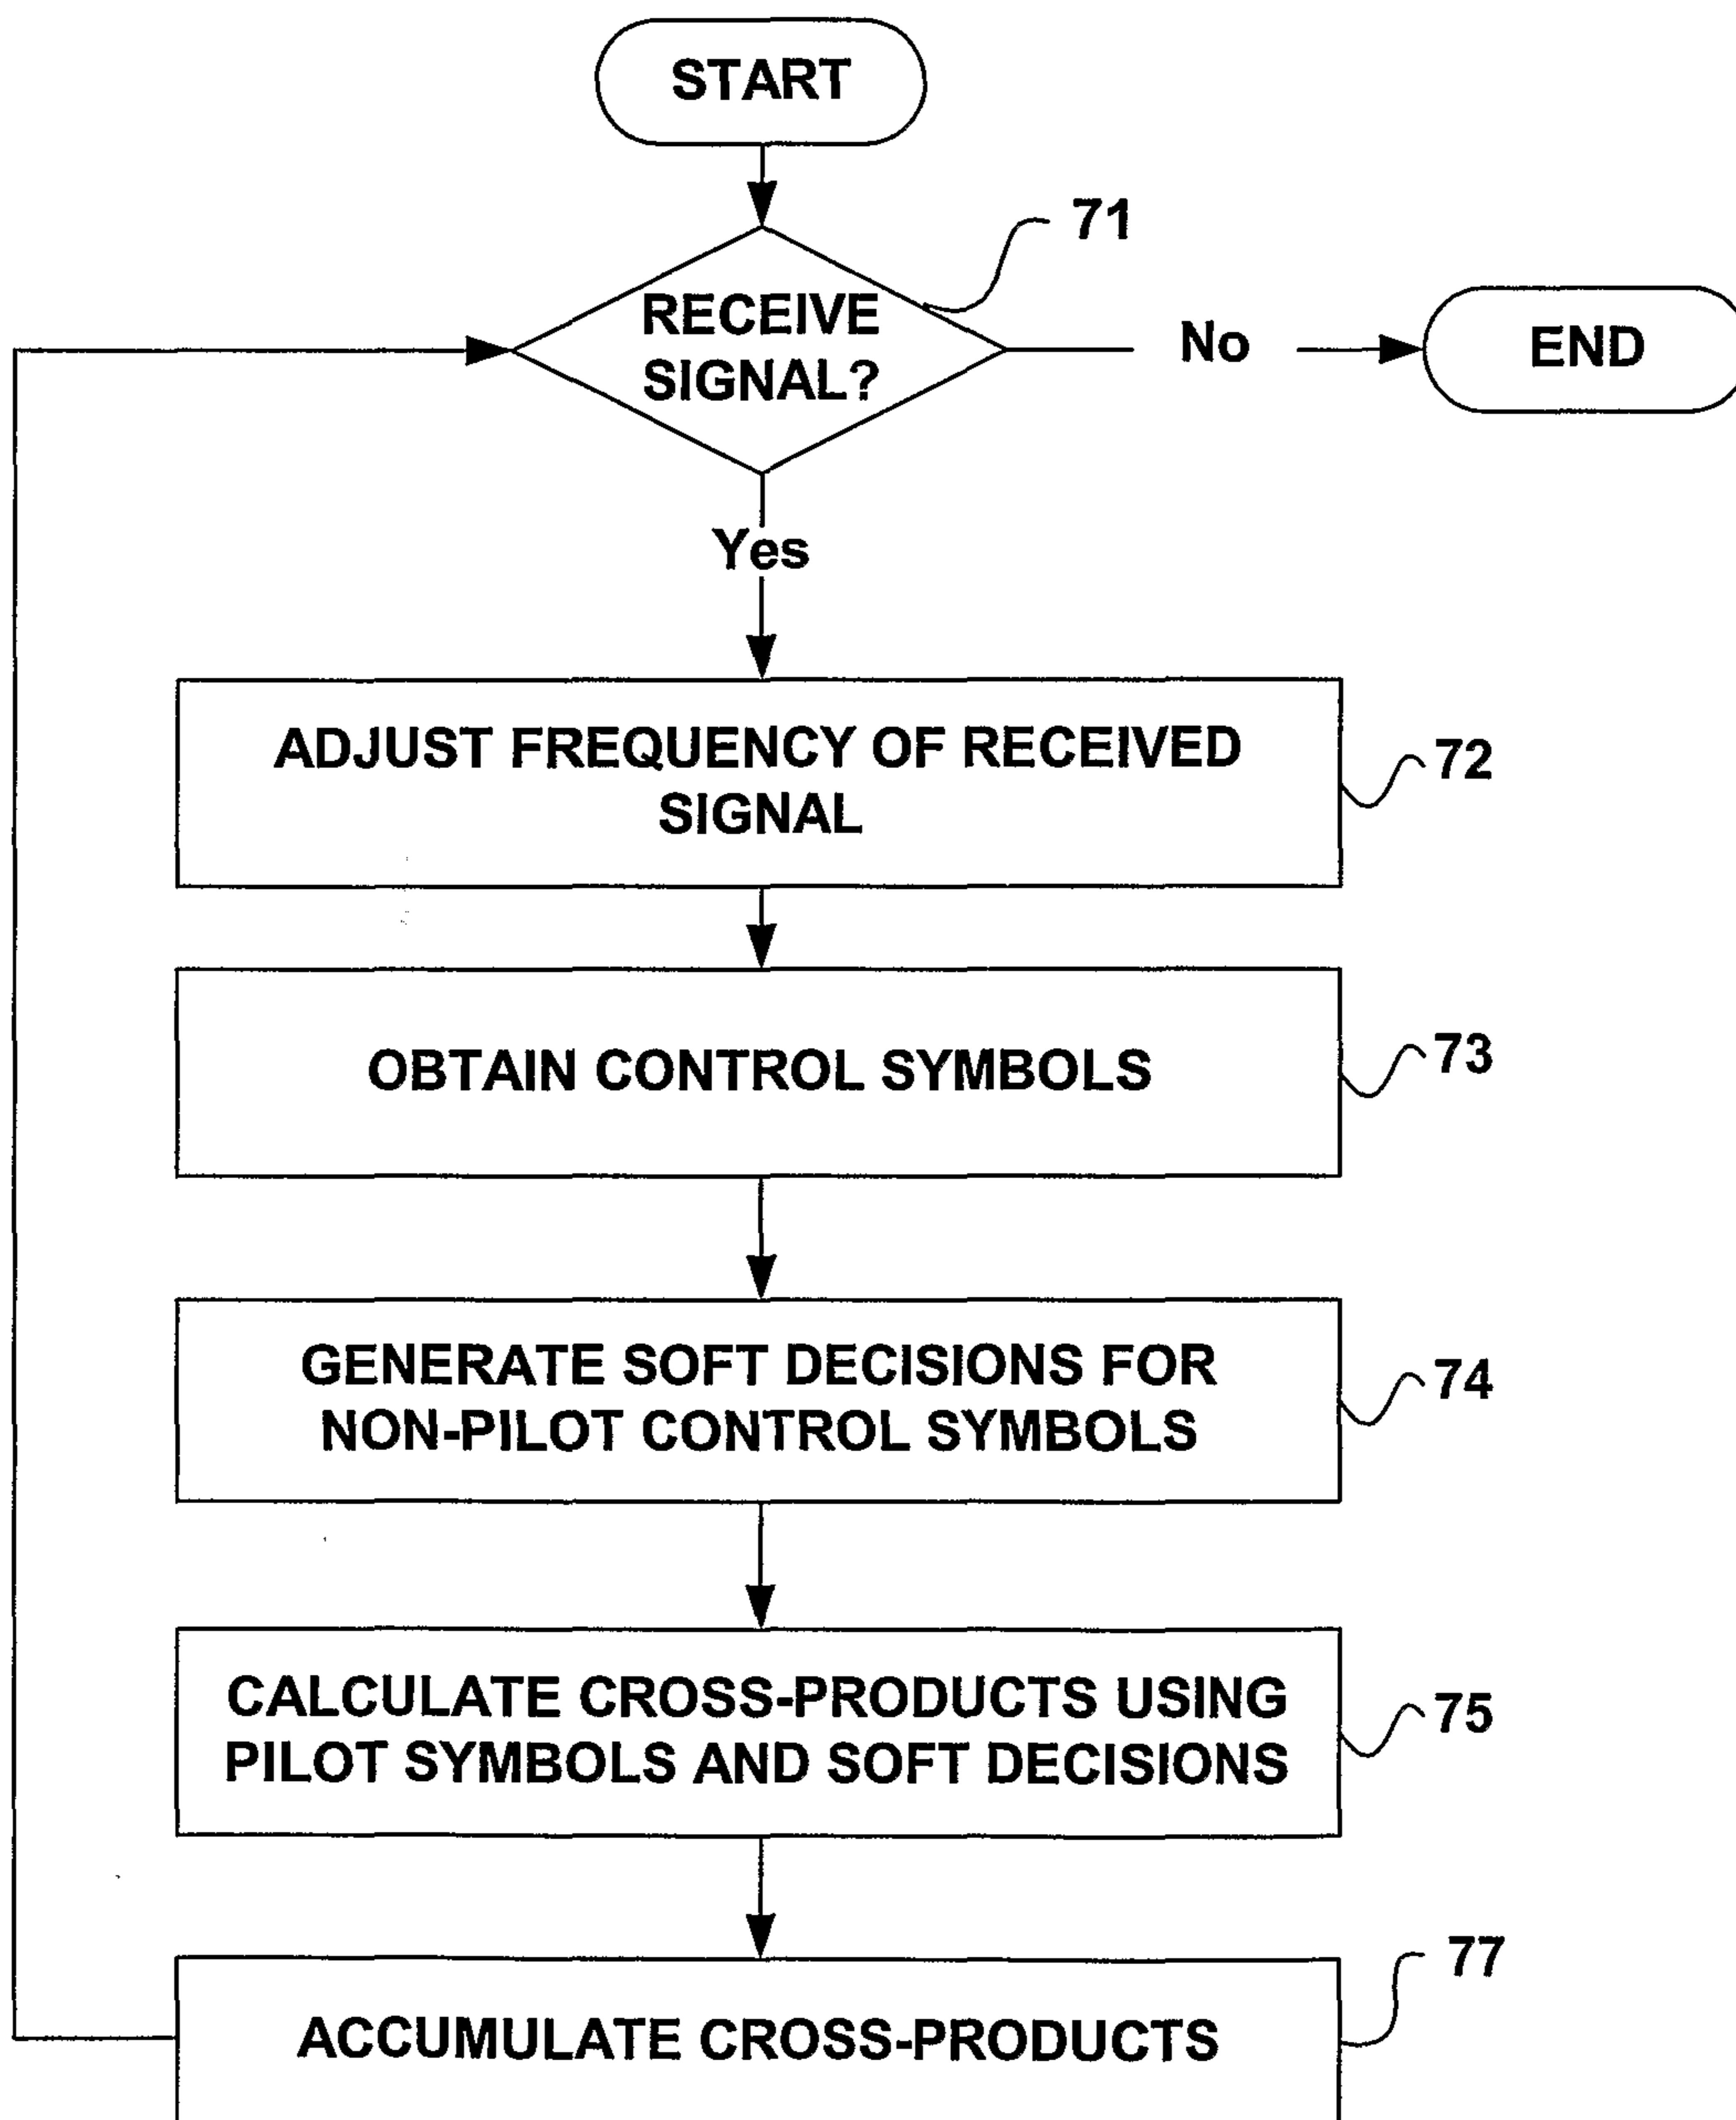 START
71
RECEIVE
SIGNAL?
No
END
Yes
ADJUST FREQUENCY OF RECEIVED
SIGNAL
72
OBTAIN CONTROL SYMBOLS
73
GENERATE SOFT DECISIONS FOR
NON-PILOT CONTROL SYMBOLS
74
CALCULATE CROSS-PRODUCTS USING
PILOT SYMBOLS AND SOFT DECISIONS
75
77
ACCUMULATE CROSS-PRODUCTS